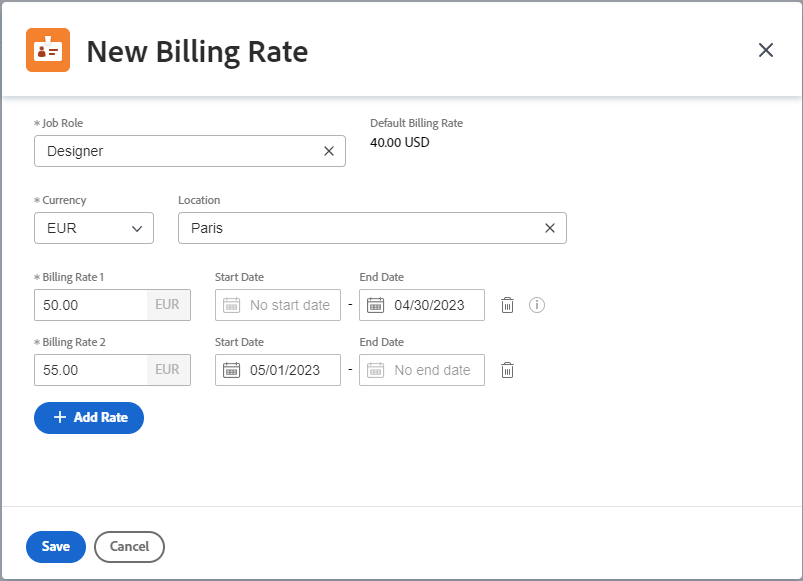 New Billing Rate
* Job Role
Default Billing Rate
Designer
40.00 USD
* Currency
Location
EUR
Paris
* Billing Rate 1
Start Date
End Date
50.00 EUR
No start date - 04/30/2023
* Billing Rate 2
Start Date
End Date
55.00 EUR
05/01/2023 - No end date
+ Add Rate
Save
Cancel